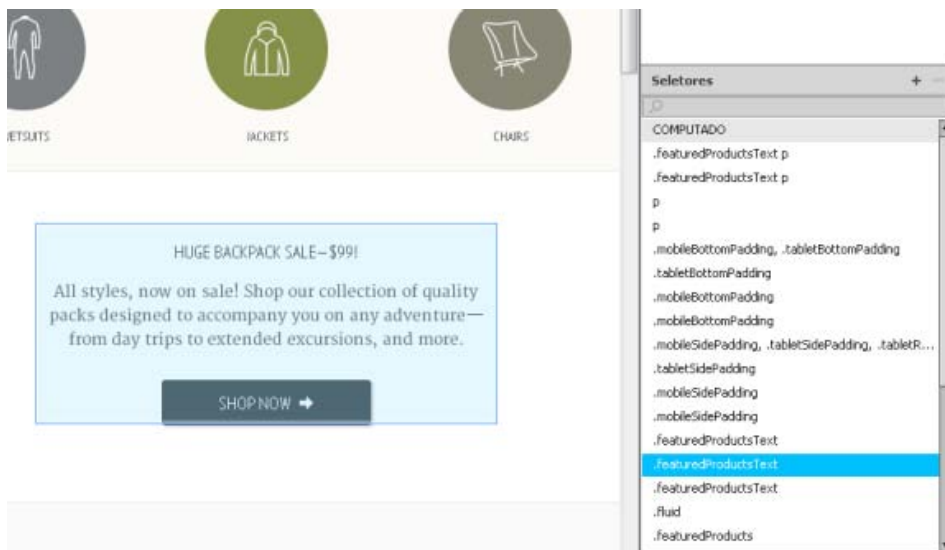 ETSUITS
JACKETS
CHAIRS
HUGE BACKPACK SALE—$99!
All styles, now on sale! Shop our collection of quality
packs designed to accompany you on any adventure—
from day trips to extended excursions, and more.
SHOP NOW
Seletores
COMPUTADO
.featuredProductsText p
.featuredProductsText p
p
p
.mobileBottomPadding, .tabletBottomPadding
.tabletBottomPadding
.mobileBottomPadding
.mobileBottomPadding
.mobileSidePadding, .tabletSidePadding, .tabletR...
.tabletSidePadding
.mobileSidePadding
.mobileSidePadding
.featuredProductsText
.featuredProductsText
.featuredProductsText
.fluid
.featuredProducts